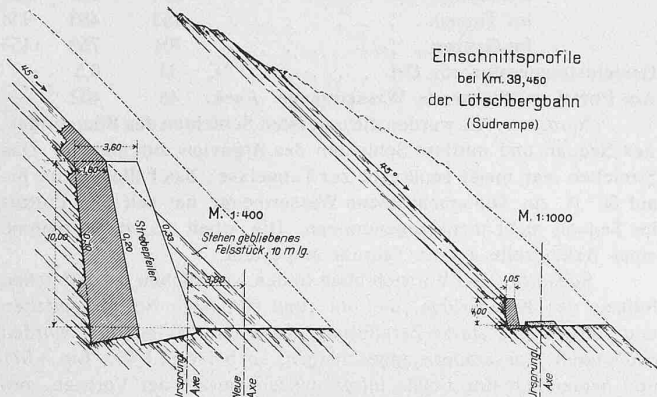 Einschnittsprofile
bei Km. 38,450
der Lötschbergbahn
(Südrampe)
45°
3,60
1,80
10,00
0,20
0,20
Strebepfeiler
0,33
M. 1:400
Stehen gebliebenes
Felsstück, 10 m lg.
3,00
Ursprüngl.
Axe
Neue
Axe
45°
M. 1:1000
1,05
4,00
Ursprüngl.
Axe